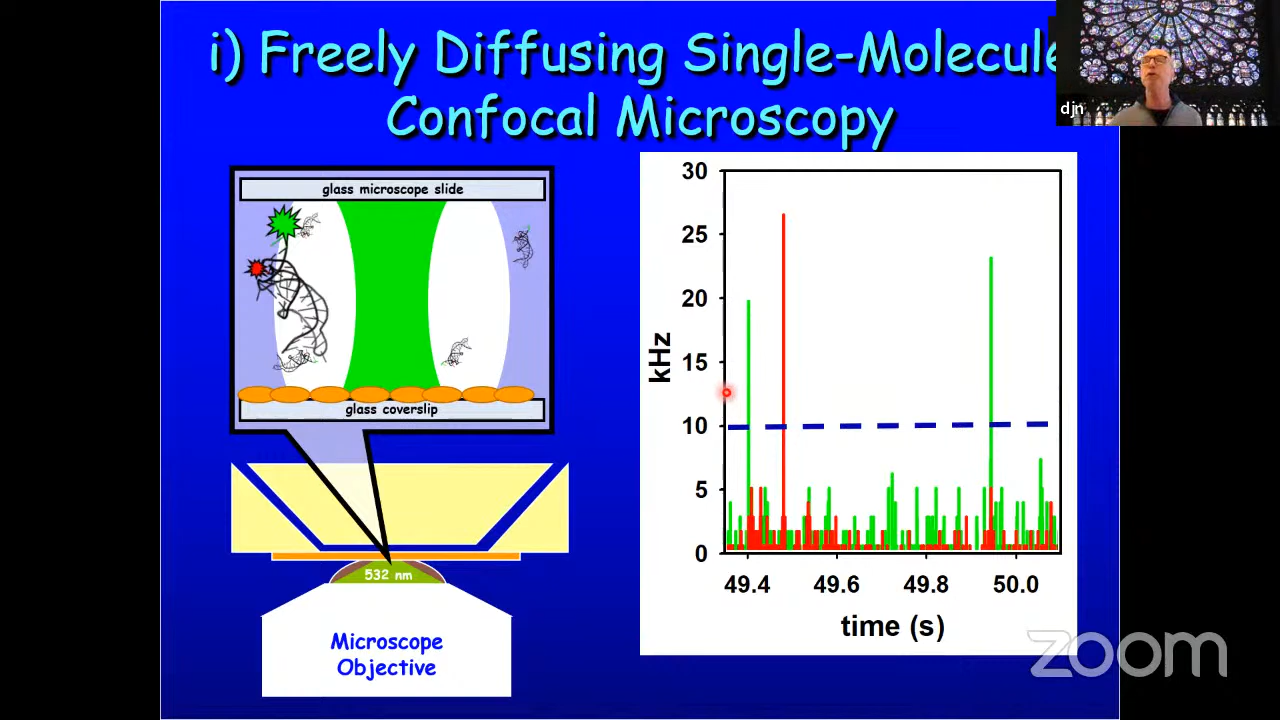 i) Freely Diffusing Single-Molecule
Confocal Microscopy
djn
glass microscope slide
glass coverslip
532 nm
Microscope
Objective
30
25
20
15
10
5
0
kHz
49.4 49.6 49.8 50.0
time (s)
zoom